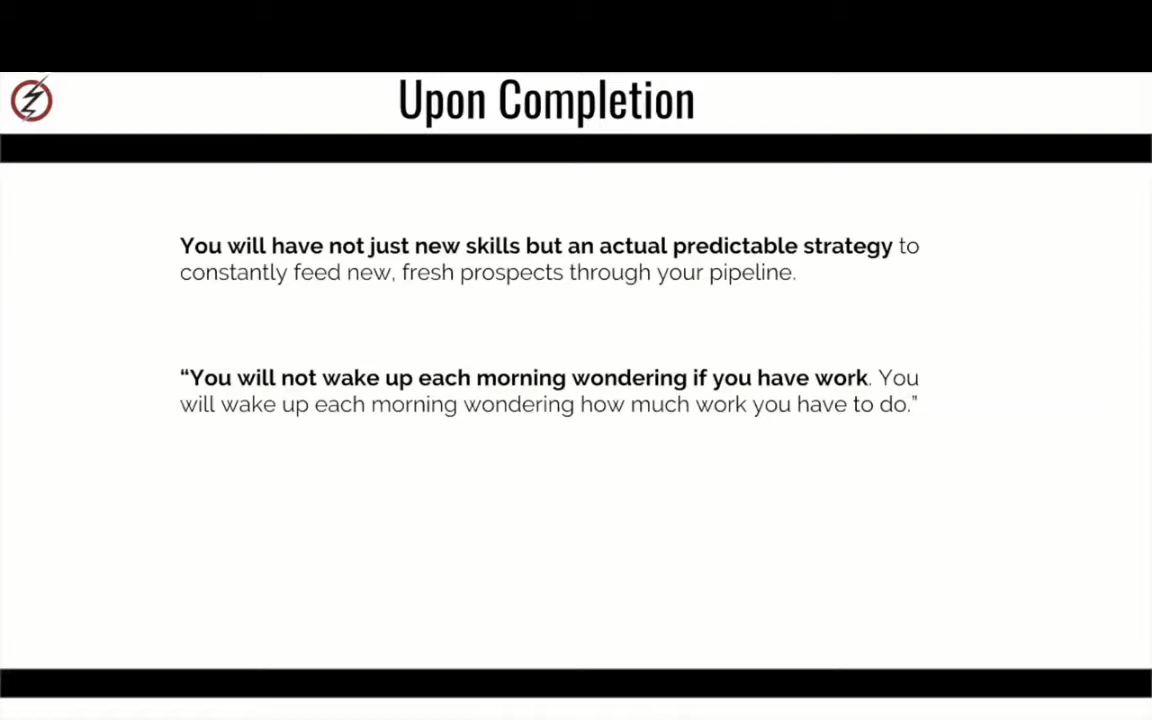 Upon Completion
You will have not just new skills but an actual predictable strategy to
constantly feed new, fresh prospects through your pipeline.
“You will not wake up each morning wondering if you have work. You
will wake up each morning wondering how much work you have to do.”